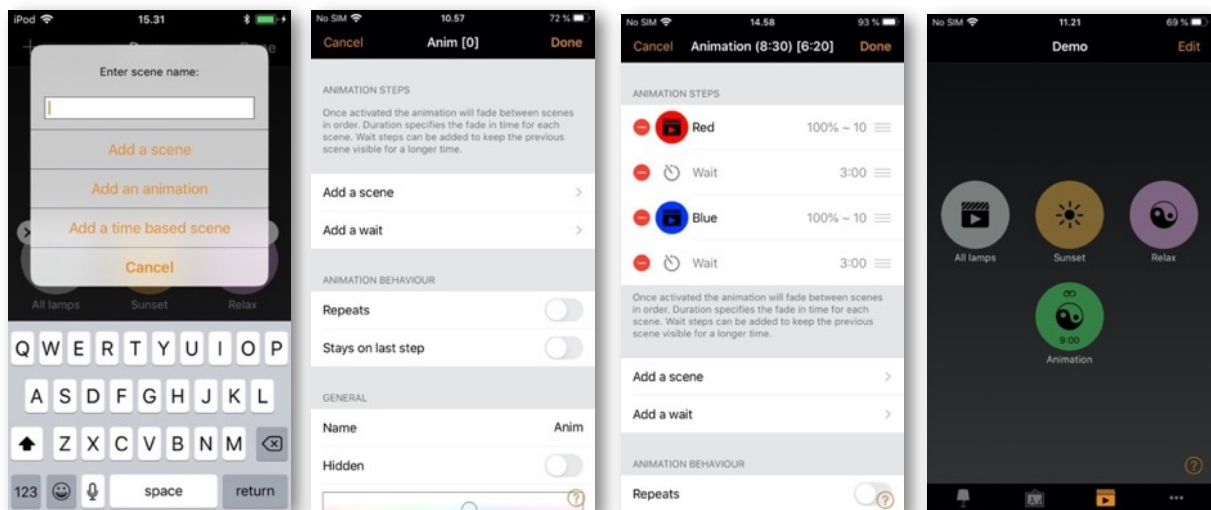 iPod 15.31
Done
Enter scene name:
Add a scene
Add an animation
Add a time based scene
Cancel
All lamps Sunset Relax
Q W E R T Y U I O P
A S D F G H J K L
Z X C V B N M
123 space return
No SIM 10.57 72 %
Cancel Anim [0] Done
ANIMATION STEPS
Once activated the animation will fade between scenes
in order. Duration specifies the fade in time for each
scene. Wait steps can be added to keep the previous
scene visible for a longer time.
Add a scene
Add a wait
ANIMATION BEHAVIOUR
Repeats
Stays on last step
GENERAL
Name Anim
Hidden
?
No SIM 14.58 93 %
Cancel Animation (8:30) [6:20] Done
ANIMATION STEPS
Red 100% ~ 10
Wait 3:00
Blue 100% ~ 10
Wait 3:00
Once activated the animation will fade between scenes
in order. Duration specifies the fade in time for each
scene. Wait steps can be added to keep the previous
scene visible for a longer time.
Add a scene
Add a wait
ANIMATION BEHAVIOUR
Repeats
?
No SIM 11.21 69 %
Demo Edit
All lamps Sunset Relax
∞
9:00
Animation
?